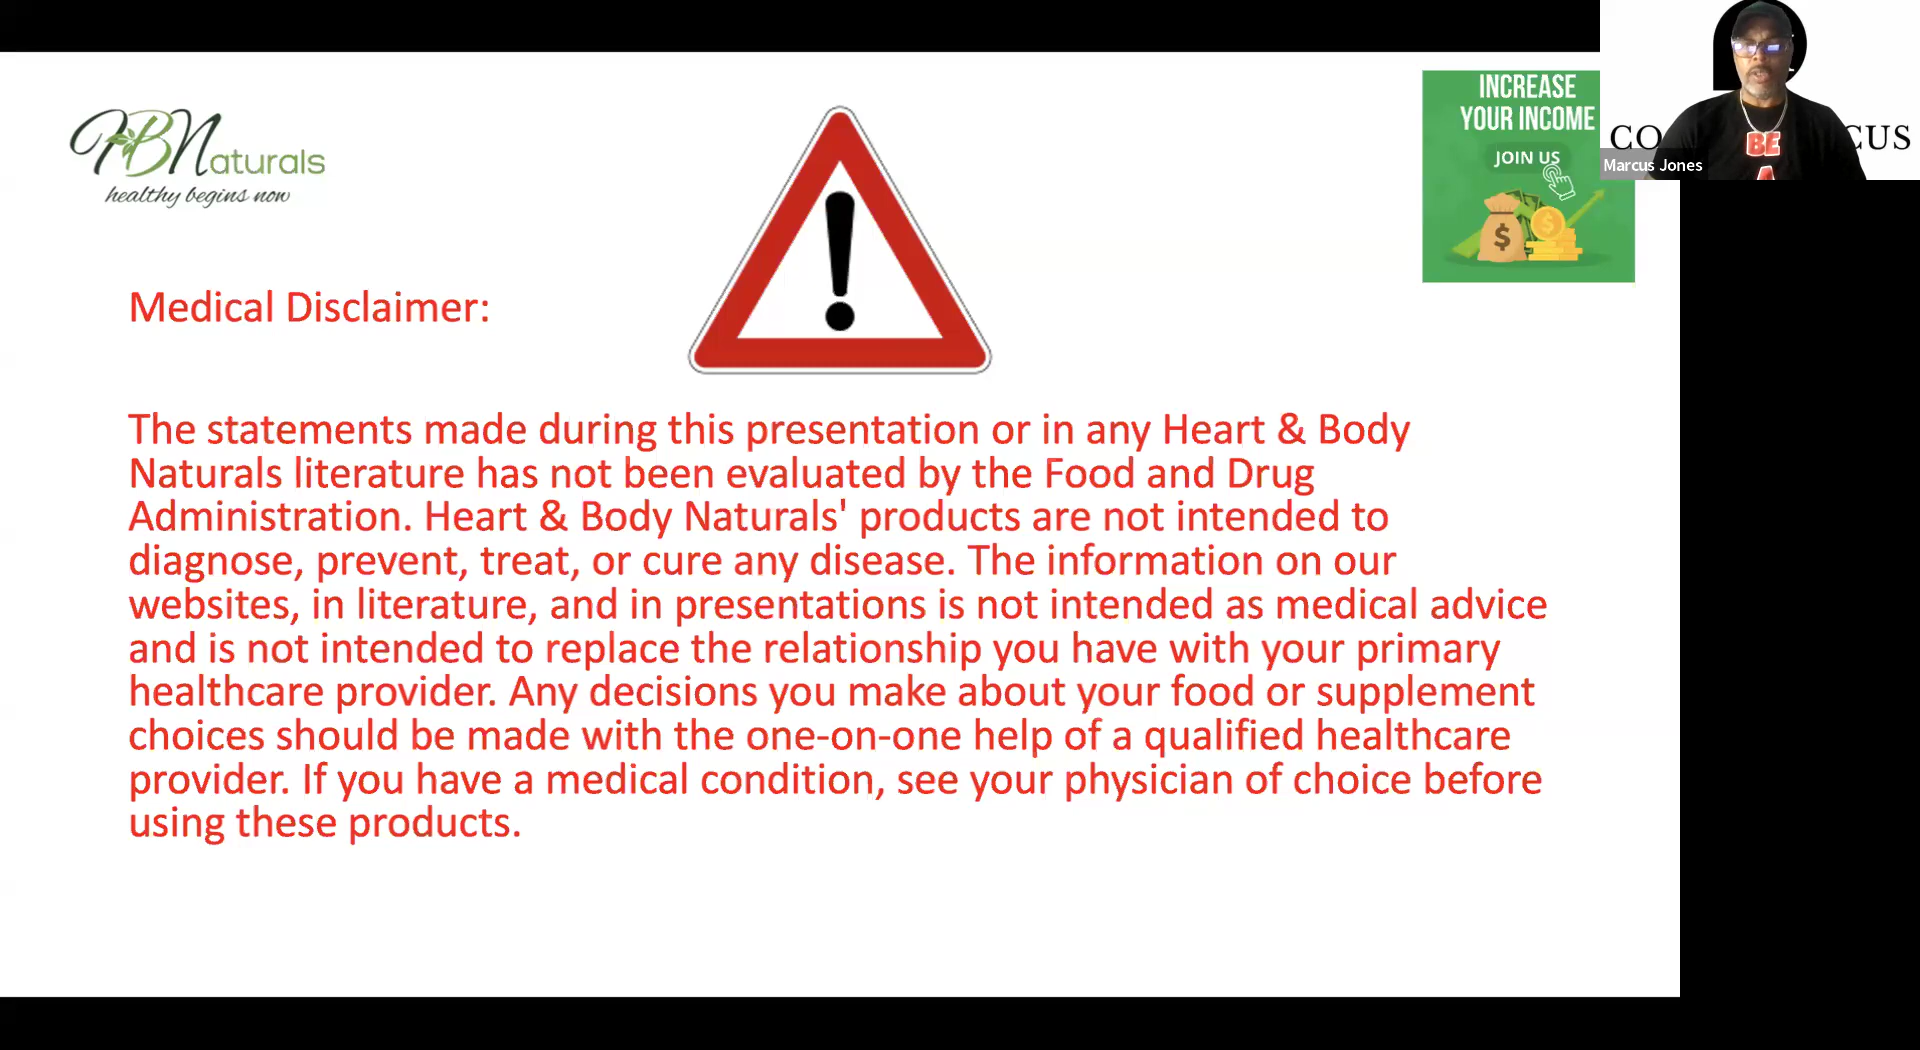 HBNaturals
healthy begins now
INCREASE
YOUR INCOME
JOIN US
$
$
CO
CUS
Marcus Jones
BE
A
Medical Disclaimer:
The statements made during this presentation or in any Heart & Body
Naturals literature has not been evaluated by the Food and Drug
Administration. Heart & Body Naturals' products are not intended to
diagnose, prevent, treat, or cure any disease. The information on our
websites, in literature, and in presentations is not intended as medical advice
and is not intended to replace the relationship you have with your primary
healthcare provider. Any decisions you make about your food or supplement
choices should be made with the one-on-one help of a qualified healthcare
provider. If you have a medical condition, see your physician of choice before
using these products.